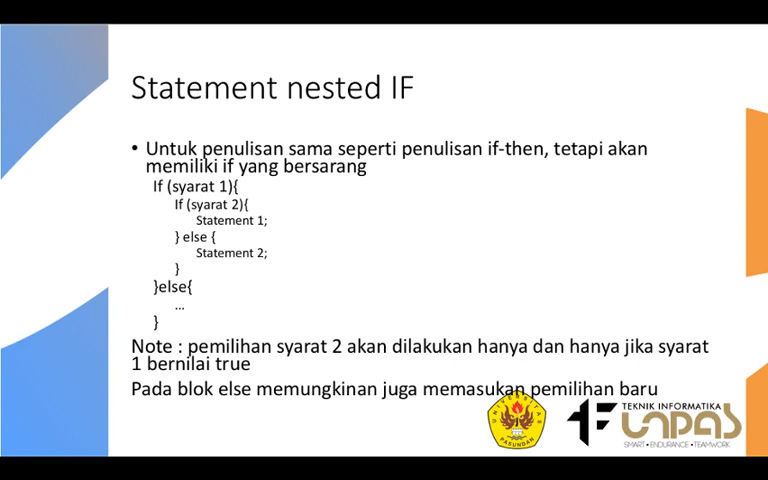 Statement nested IF
• Untuk penulisan sama seperti penulisan if-then, tetapi akan
memiliki if yang bersarang
If (syarat 1){
If (syarat 2){
Statement 1;
} else {
Statement 2;
}
}else{
...
}
Note : pemilihan syarat 2 akan dilakukan hanya dan hanya jika syarat
1 bernilai true
Pada blok else memungkinan juga memasukan pemilihan baru
UNIVERSITAS
PASUNDAN
TEKNIK INFORMATIKA
UNPAS
SMART•ENDURANCE•TEAMWORK